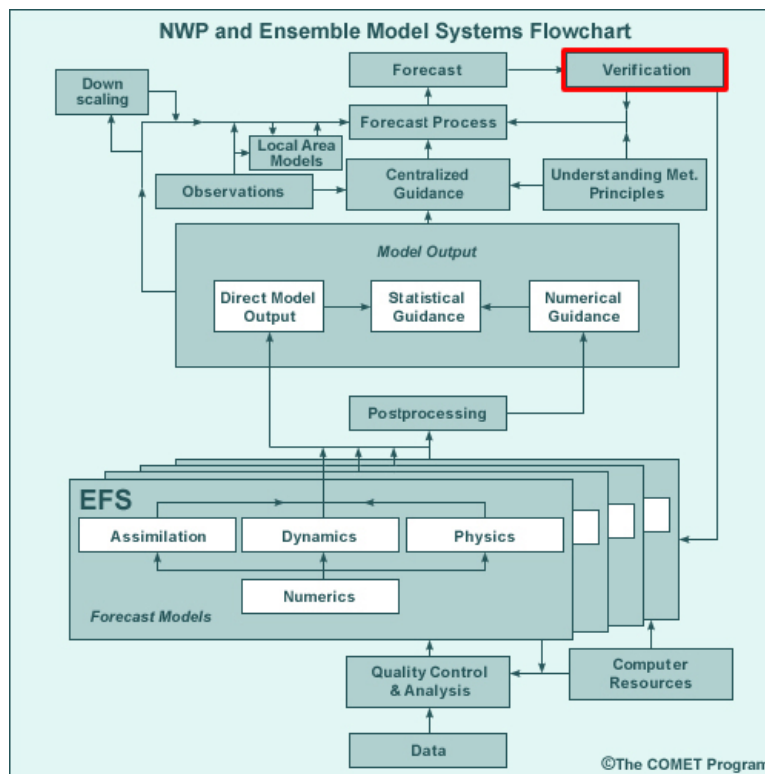 NWP and Ensemble Model Systems Flowchart
Forecast
Verification
Down
scaling
Forecast Process
Local Area
Models
Observations
Centralized
Guidance
Understanding Met.
Principles
Model Output
Direct Model
Output
Statistical
Guidance
Numerical
Guidance
Postprocessing
EFS
Assimilation
Dynamics
Physics
Numerics
Forecast Models
Quality Control
& Analysis
Computer
Resources
Data
©The COMET Program